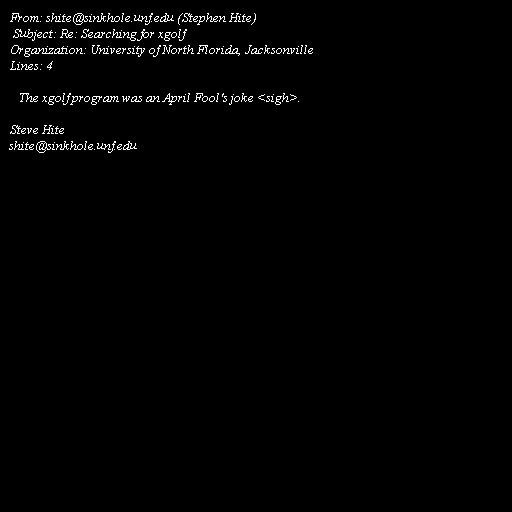 From: shite@sinkhole.unf.edu (Stephen Hite)
Subject: Re: Searching for xgolf
Organization: University of North Florida, Jacksonville
Lines: 4
The xgolf program was an April Fool's joke <sigh>.
Steve Hite
shite@sinkhole.unf.edu